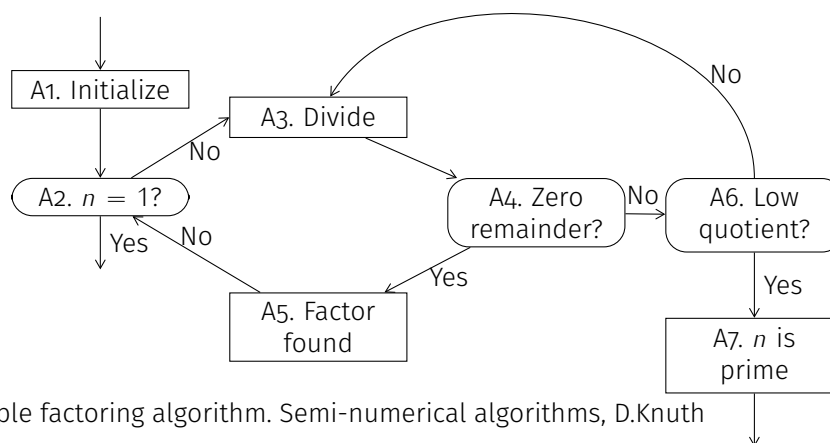 A1. Initialize
A2. n = 1?
Yes
No
A3. Divide
A4. Zero
remainder?
No
Yes
A5. Factor
found
No
A6. Low
quotient?
No
Yes
A7. n is
prime
factoring algorithm. Semi-numerical algorithms, D.Knuth